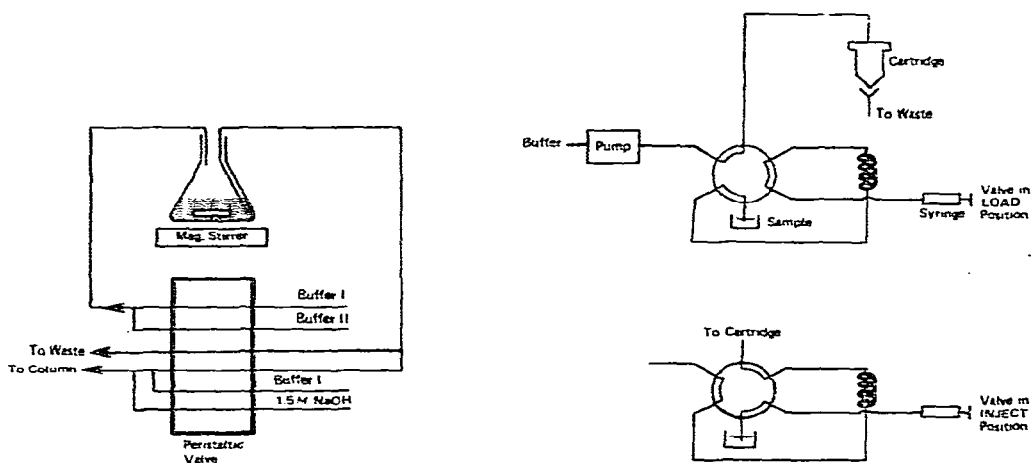 Mag. Stirrer
Buffer I
Buffer II
To Waste
To Column
Buffer I
1.5 M NaOH
Peristaltic
Valve
Cartridge
To Waste
Buffer
Pump
Sample
Syringe
Valve in
LOAD
Position
To Cartridge
Valve in
INJECT
Position